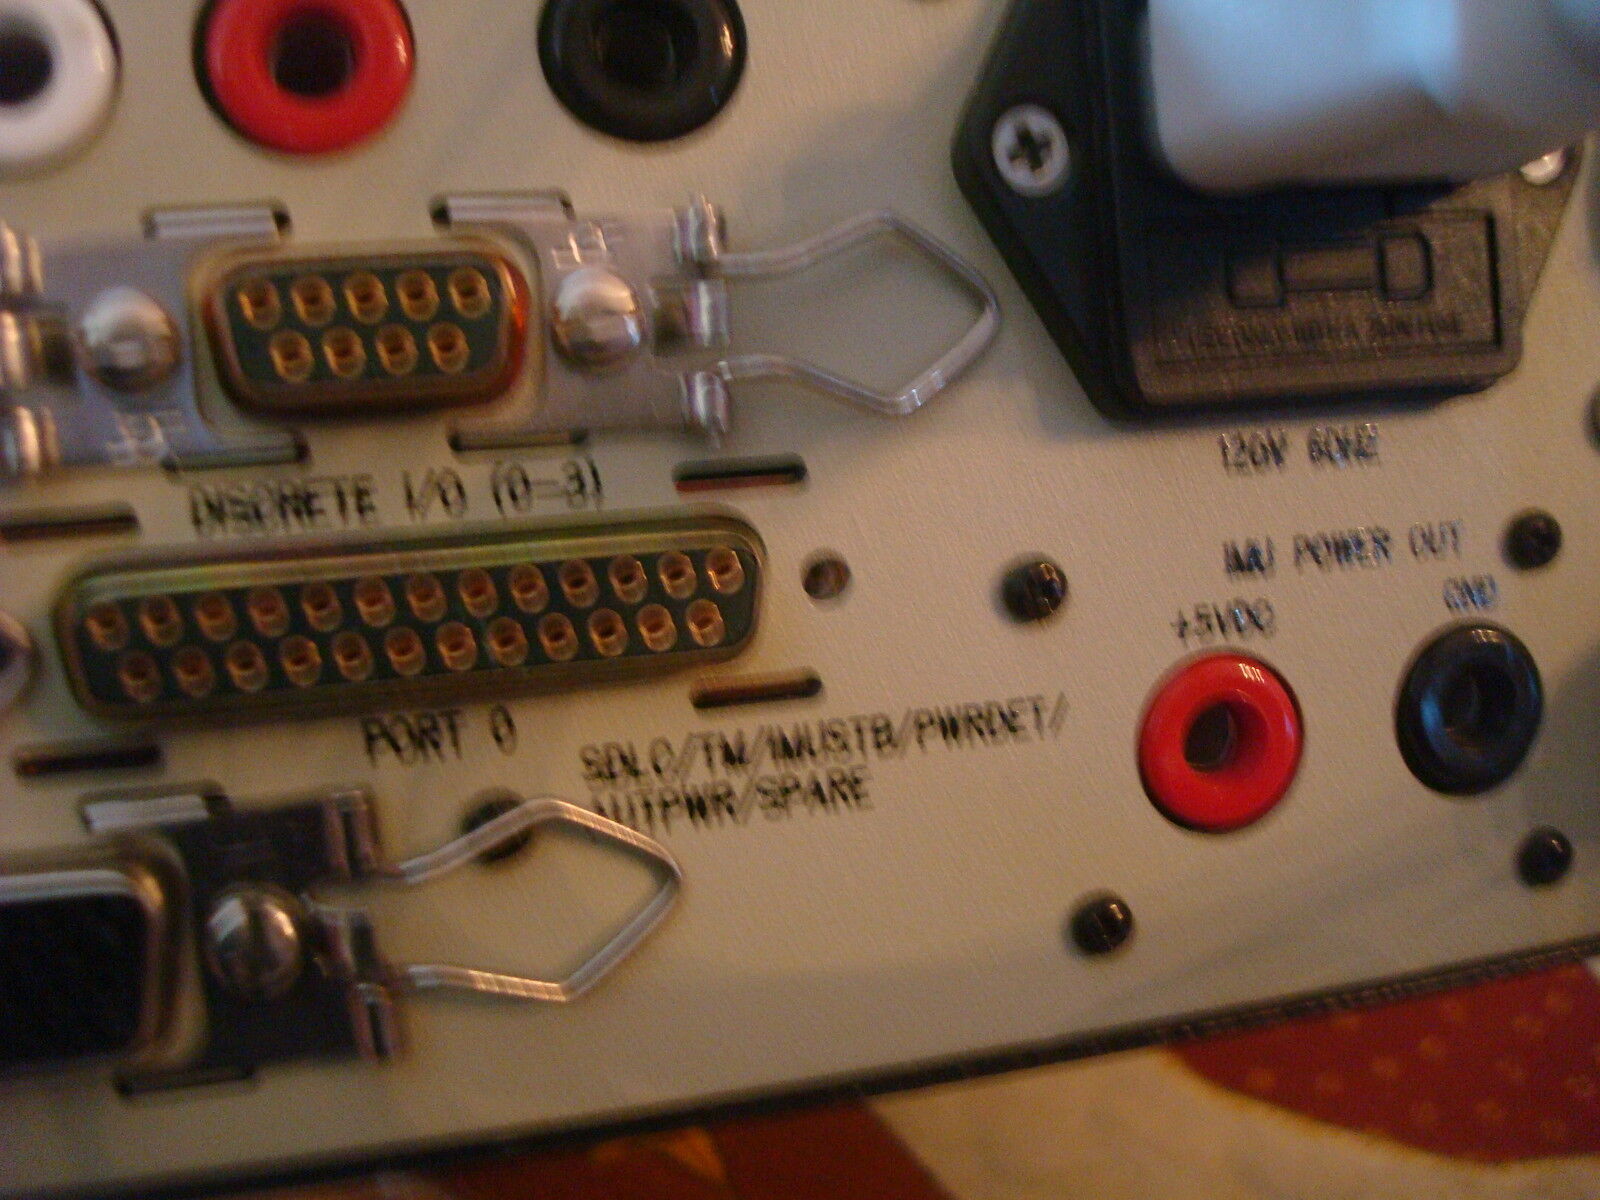 DISCRETE I/O (0-3)
120V 60HZ
IMU POWER OUT
+5VDC
GND
PORT 0
SDLC/TM/IMUSTB/PWRDET/
/SPARE